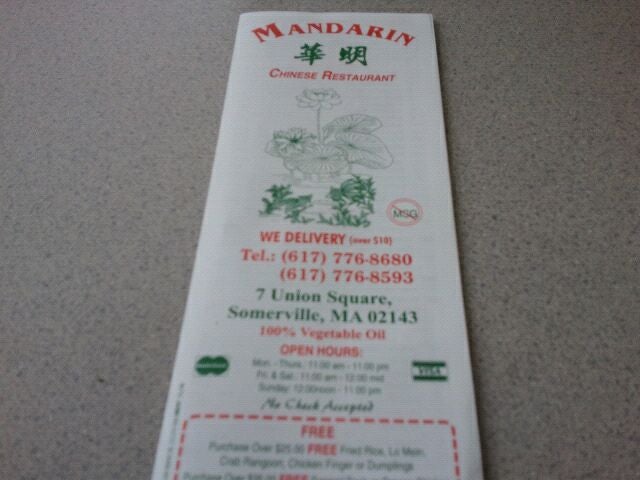 MANDARIN
華明
CHINESE RESTAURANT
MSG
WE DELIVERY (over $10)
Tel.: (617) 776-8680
(617) 776-8593
7 Union Square,
Somerville, MA 02143
100% Vegetable Oil
OPEN HOURS:
Mon. - Thurs.: 11:00 am - 11:00 pm
Fri. & Sat.: 11:00 am - 12:00 mid
Sunday: 12:00noon - 11:00 pm
VISA
No Check Accepted
FREE
Purchase Over $25.00 FREE Fried Rice, Lo Mein,
Crab Rangoon, Chicken Finger or Dumplings
Purchase Over FREE